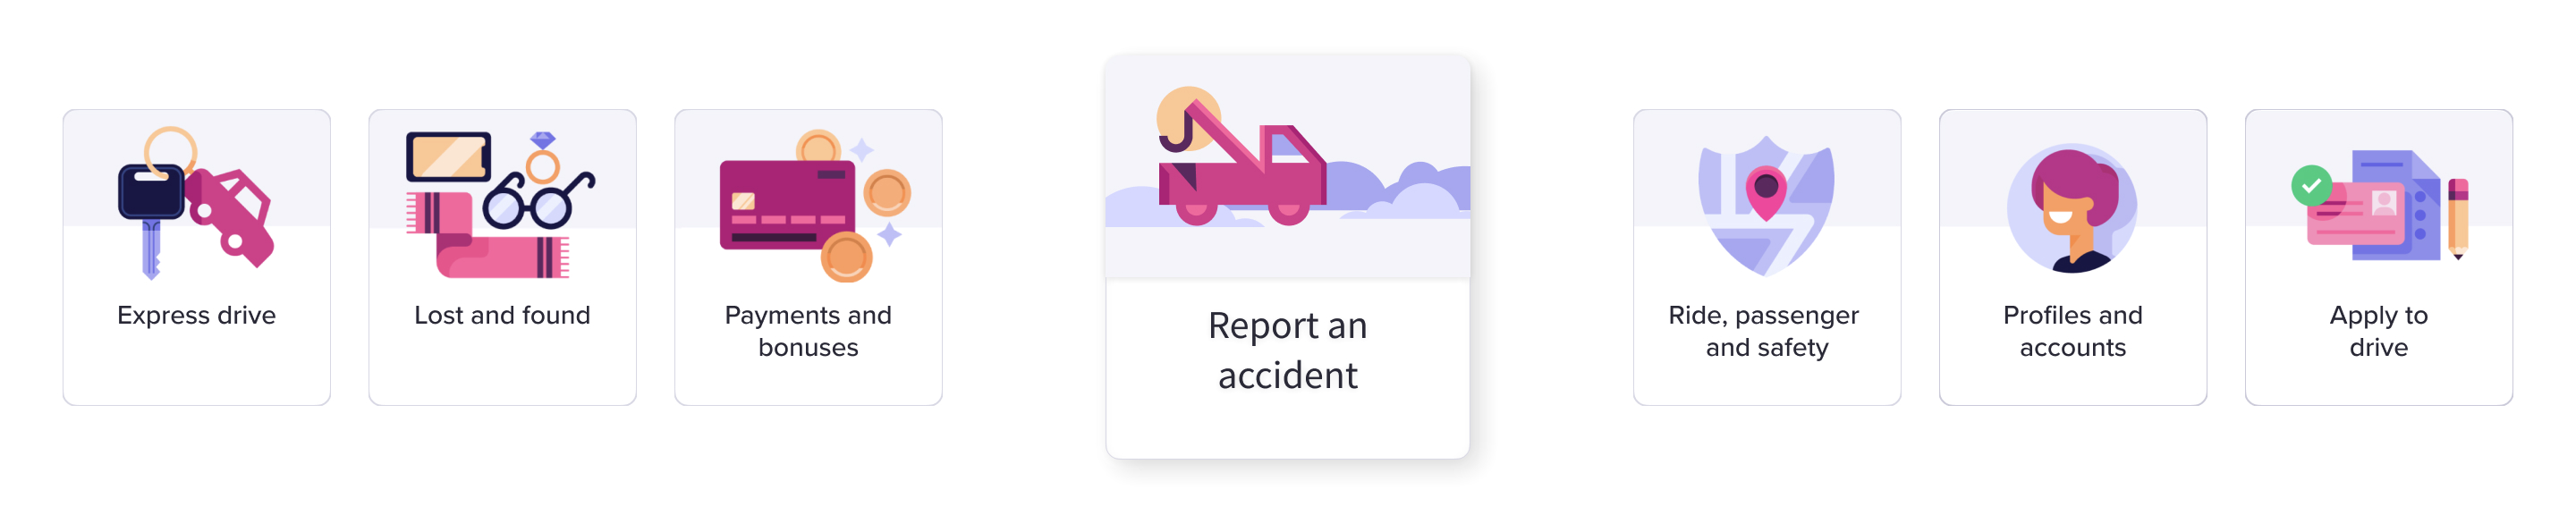 Express drive
Lost and found
Payments and
bonuses
Report an
accident
Ride, passenger
and safety
Profiles and
accounts
Apply to
drive